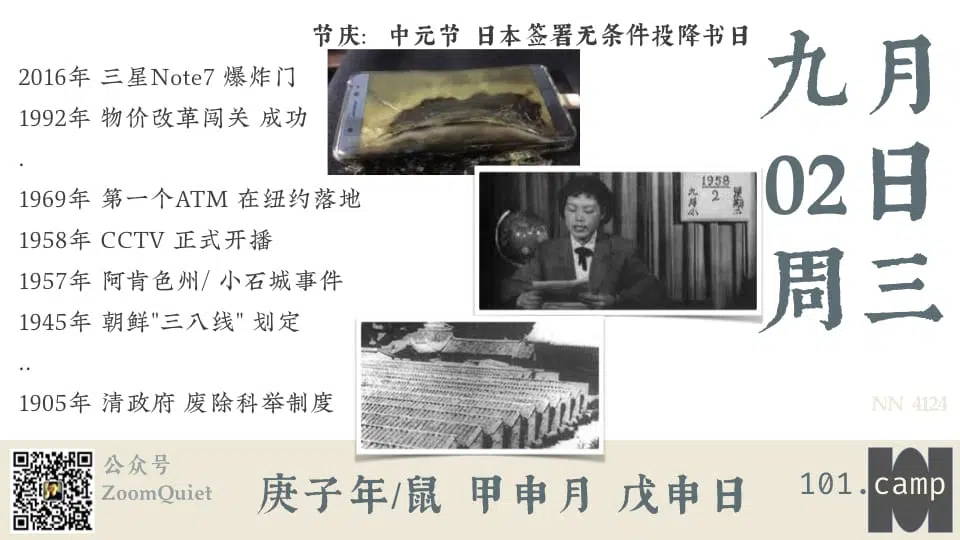 节庆: 中元节 日本签署无条件投降书日
九月
02日
周三
2016年 三星Note7 爆炸门
1992年 物价改革闯关 成功
.
1969年 第一个ATM 在纽约落地
1958年 CCTV 正式开播
1957年 阿肯色州/ 小石城事件
1945年 朝鲜"三八线" 划定
..
1905年 清政府 废除科举制度
1958
2
NN 4124
公众号
ZoomQuiet
庚子年/鼠 甲申月 戊申日
101.camp